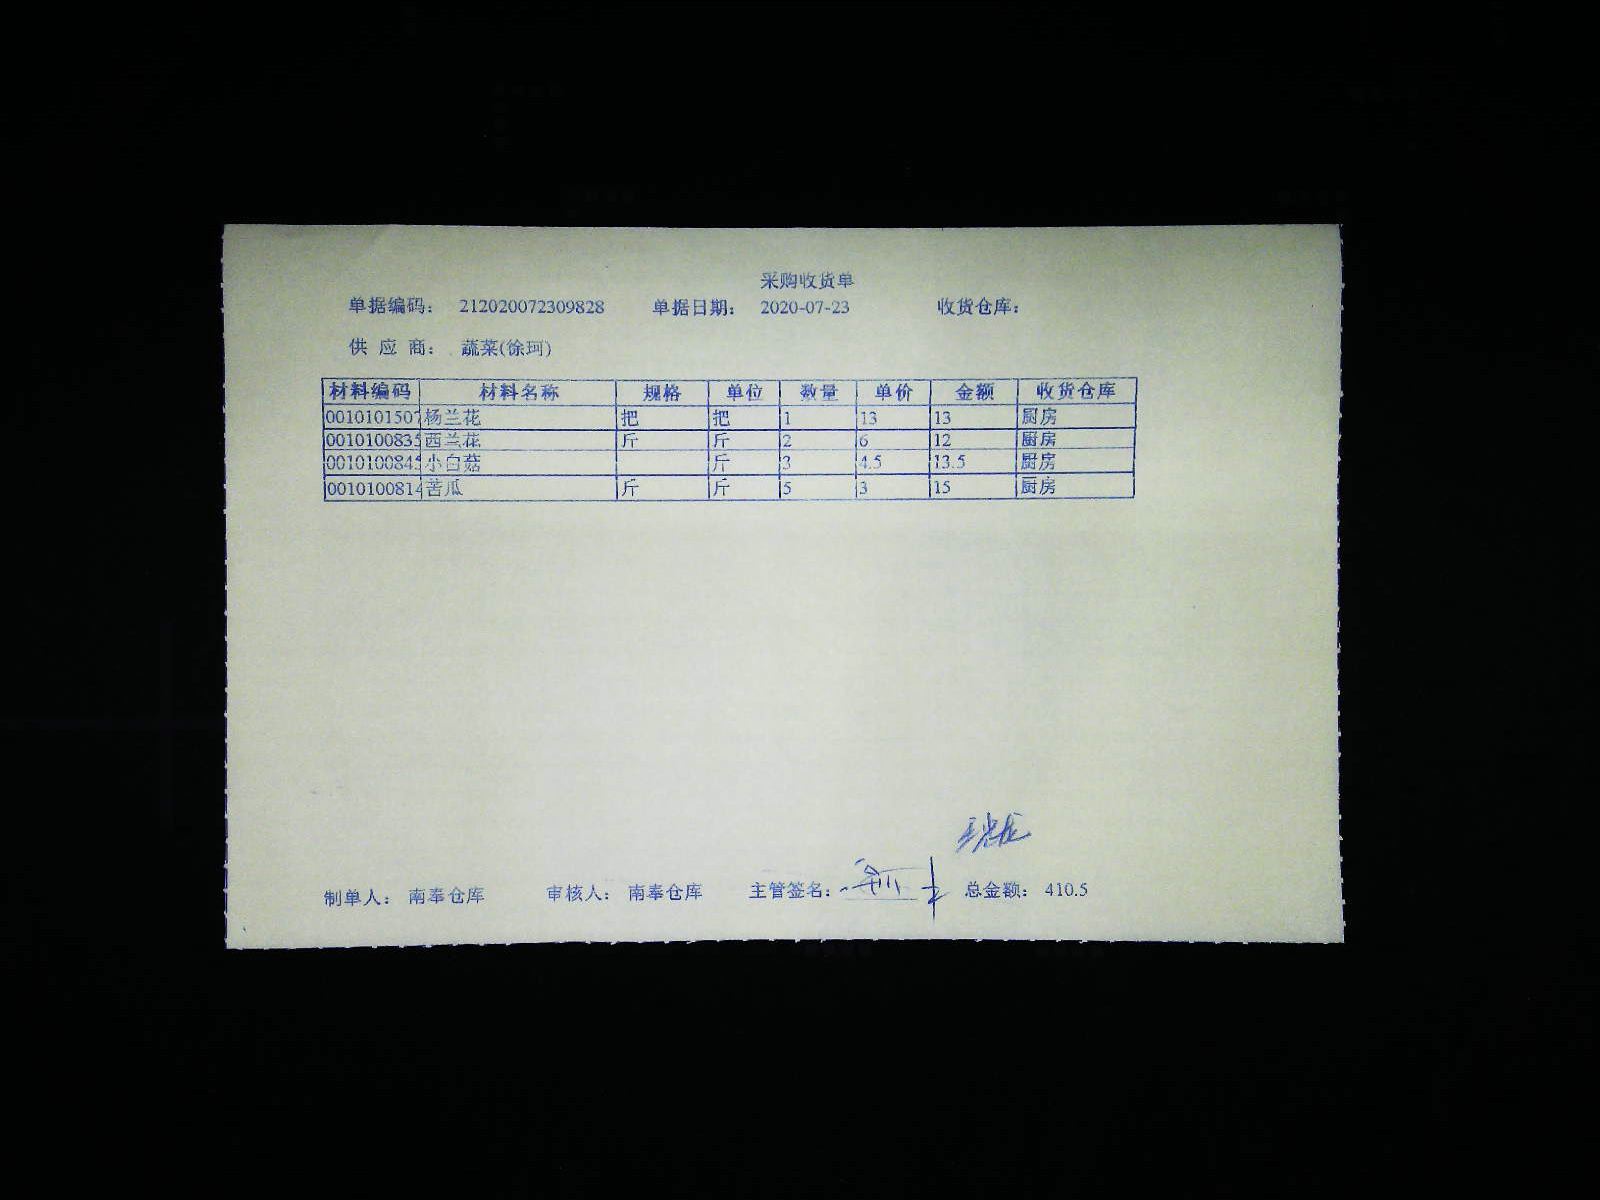 采购收货单
单据编码： 212020072309828 单据日期： 2020-07-23 收货仓库：
供 应 商： 蔬菜(徐珂)
材料编码 材料名称 规格 单位 数量 单价 金额 收货仓库
0010101507 杨兰花 把 把 1 13 13 厨房
0010100835 西兰花 斤 斤 2 6 12 厨房
0010100845 小白菇 斤 3 4.5 13.5 厨房
0010100814 苦瓜 斤 斤 5 3 15 厨房
制单人： 南奉仓库 审核人： 南奉仓库 主管签名： 总金额： 410.5